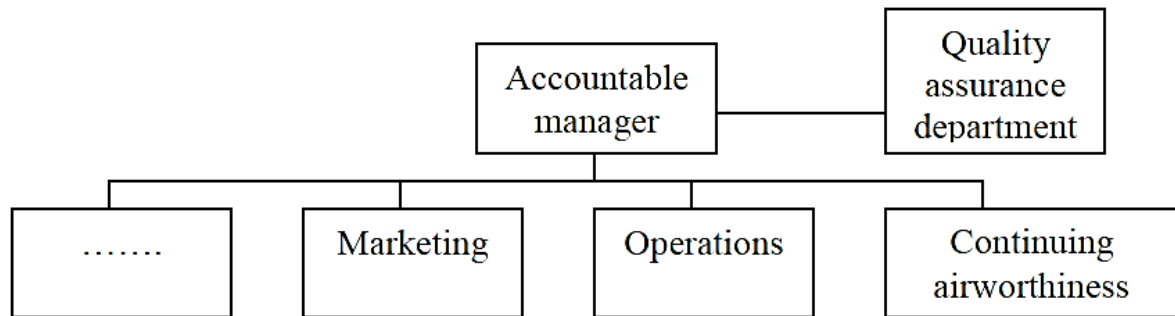 Accountable
manager
Quality
assurance
department
…….
Marketing
Operations
Continuing
airworthiness